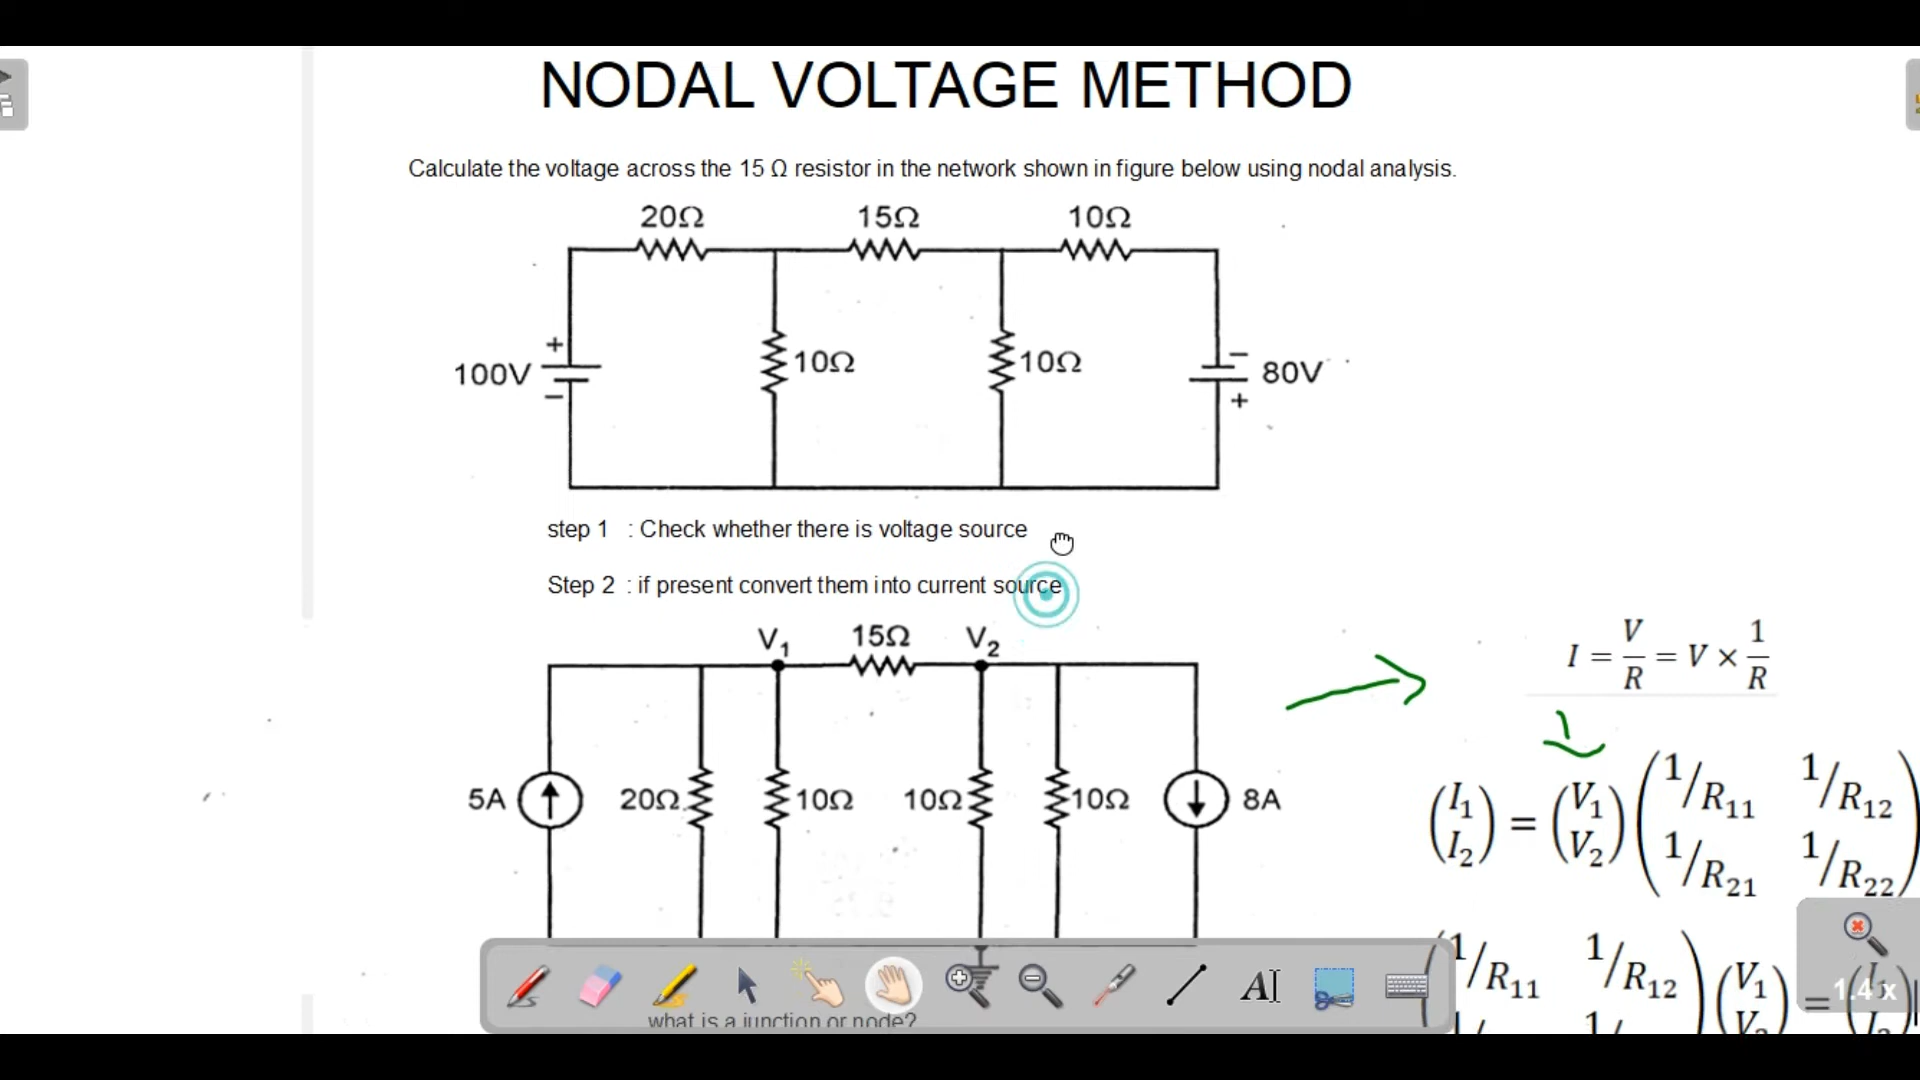 NODAL VOLTAGE METHOD
Calculate the voltage across the 15 Ω resistor in the network shown in figure below using nodal analysis.
20Ω 15Ω 10Ω
+
100V
−
10Ω 10Ω
−
80V
+
step 1 : Check whether there is voltage source
Step 2 : if present convert them into current source
V₁ 15Ω V₂
5A 20Ω 10Ω 10Ω 10Ω 8A
I = V/R = V × 1/R
(I₁ I₂) = (V₁ V₂) (1/R₁₁ 1/R₁₂ 1/R₂₁ 1/R₂₂)
1/R₁₁ 1/R₁₂ (V₁ =
AI
1.4 x
what is a junction or node?